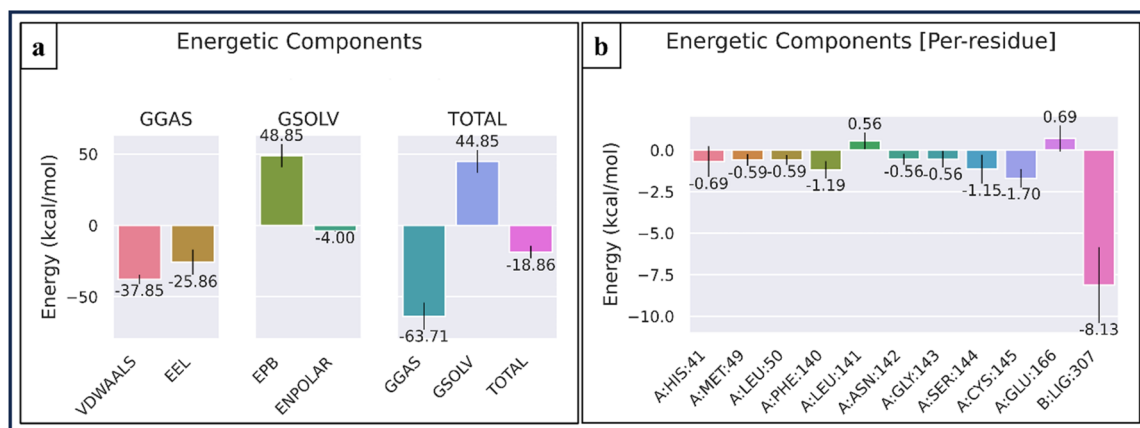 a
Energetic Components
GGAS
GSOLV
TOTAL
Energy (kcal/mol)
50
0
−50
48.85
44.85
-4.00
-37.85
-25.86
-18.86
-63.71
VDWAALS
EEL
EPB
ENPOLAR
GGAS
GSOLV
TOTAL
b
Energetic Components [Per-residue]
Energy (kcal/mol)
0.0
−2.5
−5.0
−7.5
−10.0
-0.69
-0.59
-0.59
-1.19
0.56
-0.56
-0.56
-1.15
-1.70
0.69
-8.13
A:HIS:41
A:MET:49
A:LEU:50
A:PHE:140
A:LEU:141
A:ASN:142
A:GLY:143
A:SER:144
A:CYS:145
A:GLU:166
B:LIG:307